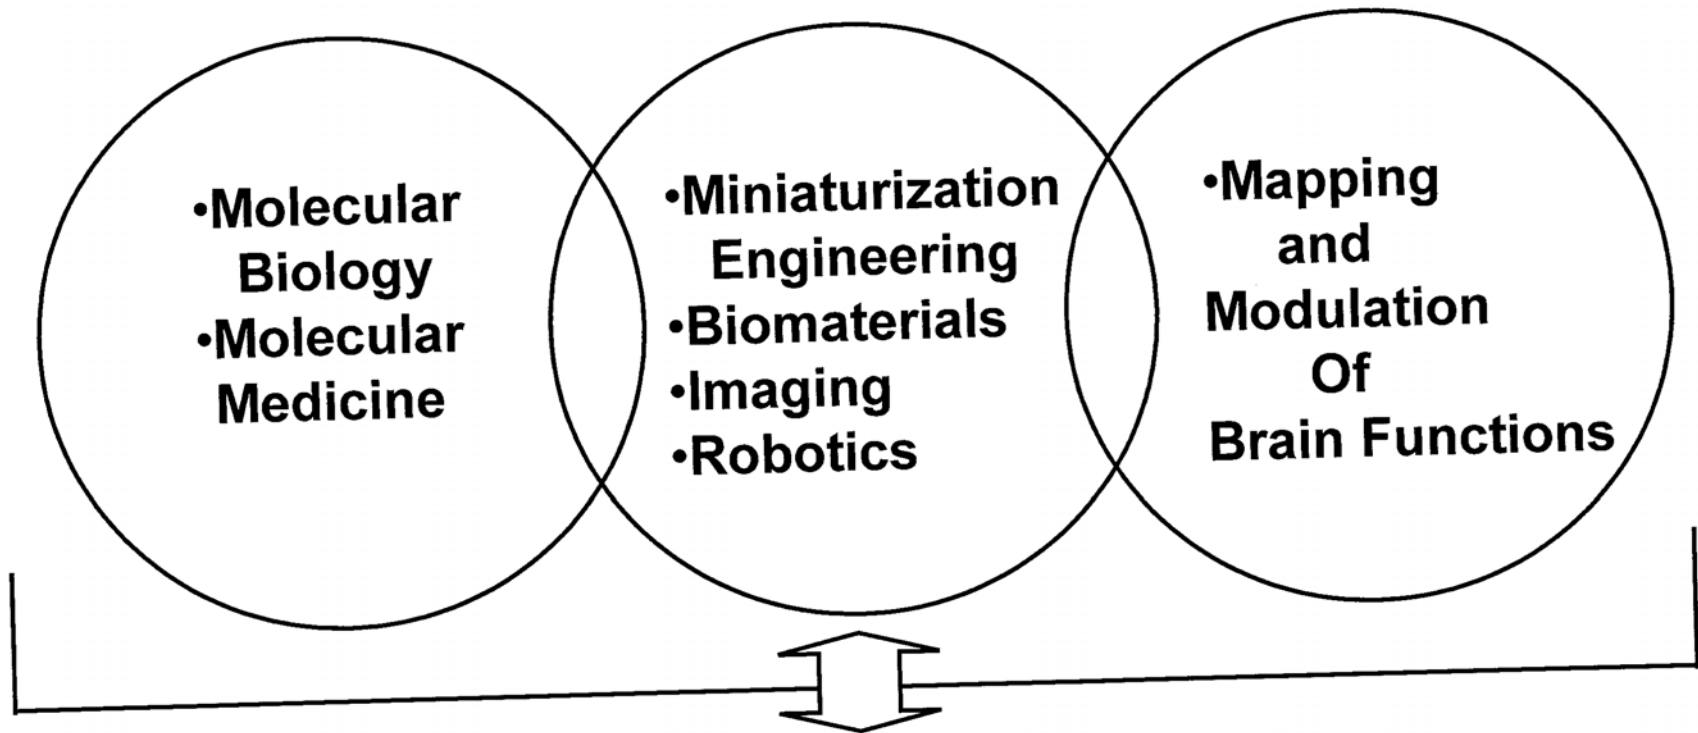 •Molecular
Biology
•Molecular
Medicine
•Miniaturization
Engineering
•Biomaterials
•Imaging
•Robotics
•Mapping
and
Modulation
Of
Brain Functions